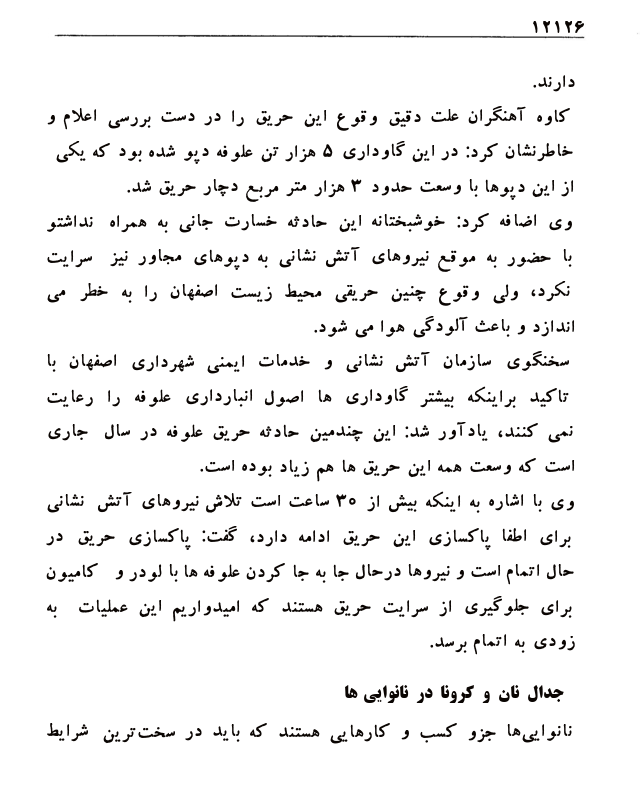 ۱۲۱۲۶
دارند.
کاوه آهنگران علت دقیق وقوع این حریق را در دست بررسی اعلام و
خاطرنشان کرد: در این گاوداری ۵ هزار تن علوفه دپو شده بود که یکی
از این دپوها با وسعت حدود ۳ هزار متر مربع دچار حریق شد.
وی اضافه کرد: خوشبختانه این حادثه خسارت جانی به همراه نداشتو
با حضور به موقع نیروهای آتش نشانی به دپوهای مجاور نیز سرایت
نکرد، ولی وقوع چنین حریقی محیط زیست اصفهان را به خطر می
اندازد و باعث آلودگی هوا می شود.
سخنگوی سازمان آتش نشانی و خدمات ایمنی شهرداری اصفهان با
تاکید براینکه بیشتر گاوداری ها اصول انبارداری علوفه را رعایت
نمی کنند، یادآور شد: این چندمین حادثه حریق علوفه در سال جاری
است که وسعت همه این حریق ها هم زیاد بوده است.
وی با اشاره به اینکه بیش از ۳۰ ساعت است تلاش نیروهای آتش نشانی
برای اطفا پاکسازی این حریق ادامه دارد، گفت: پاکسازی حریق در
حال اتمام است و نیروها درحال جا به جا کردن علوفه ها با لودر و کامیون
برای جلوگیری از سرایت حریق هستند که امیدواریم این عملیات به
زودی به اتمام برسد.
جدال نان و کرونا در نانوایی ها
نانوایی‌ها جزو کسب و کارهایی هستند که باید در سخت‌ترین شرایط